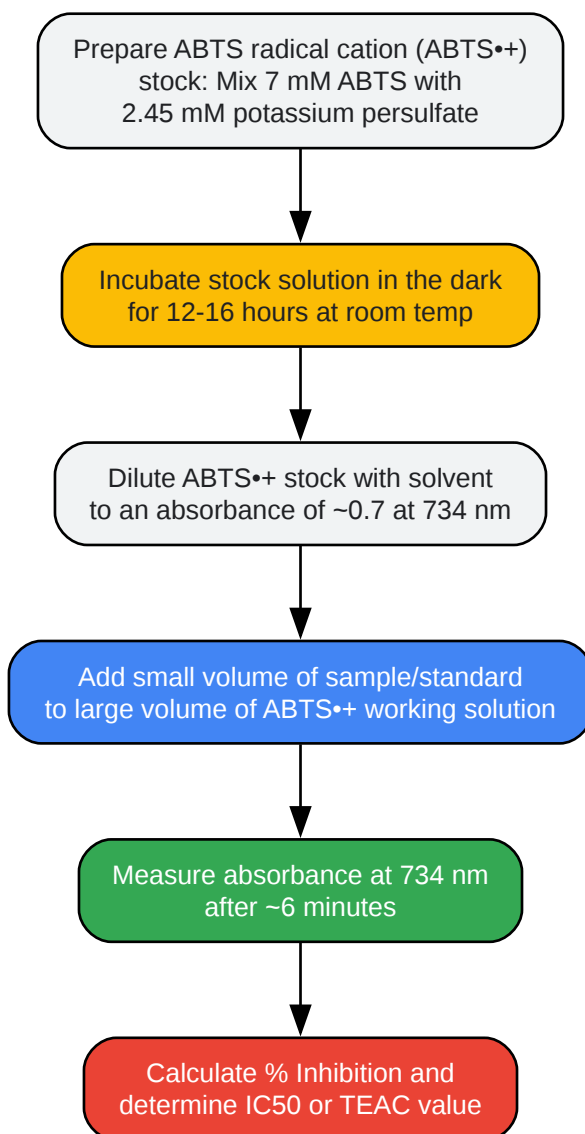 Prepare ABTS radical cation (ABTS•+)
stock: Mix 7 mM ABTS with
2.45 mM potassium persulfate
Incubate stock solution in the dark
for 12-16 hours at room temp
Dilute ABTS•+ stock with solvent
to an absorbance of ~0.7 at 734 nm
Add small volume of sample/standard
to large volume of ABTS•+ working solution
Measure absorbance at 734 nm
after ~6 minutes
Calculate % Inhibition and
determine IC50 or TEAC value